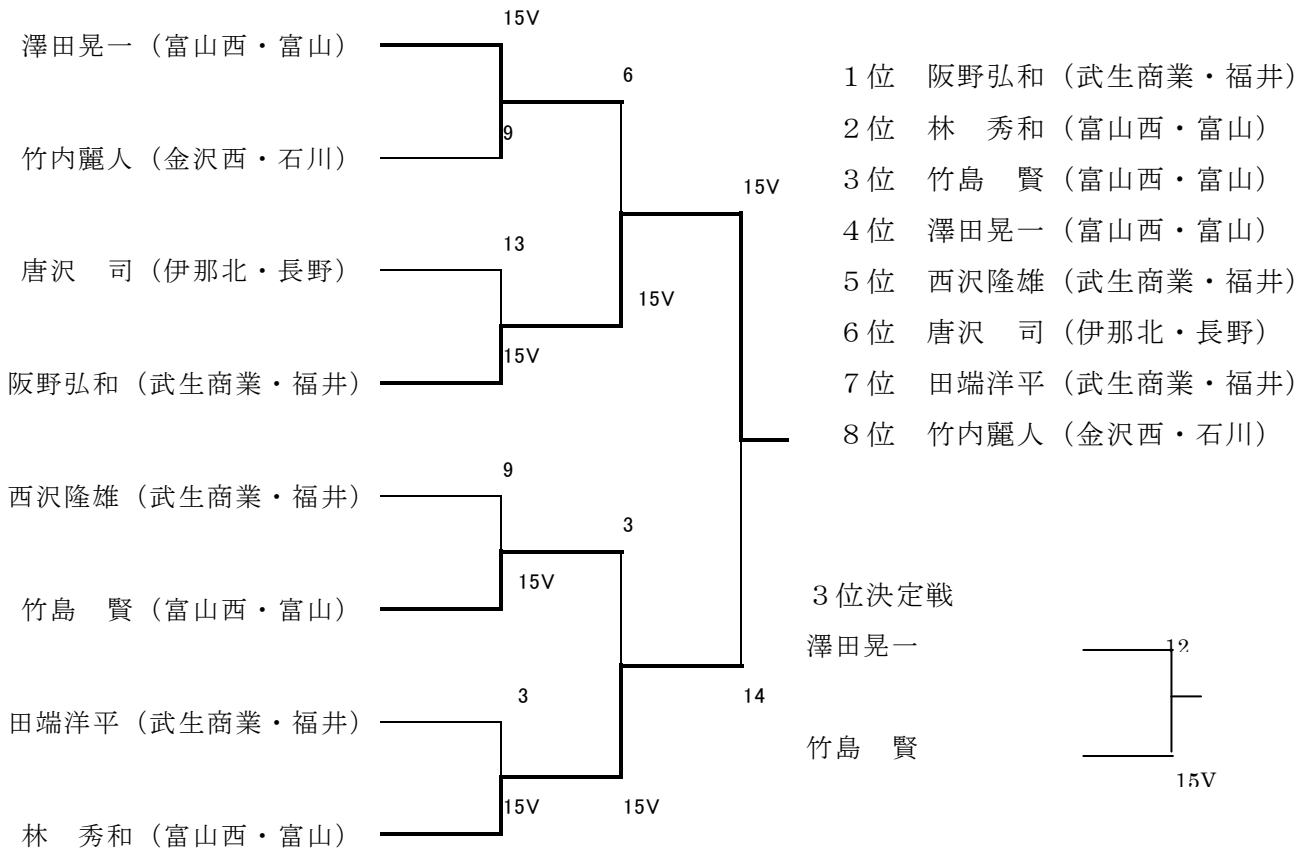 15V
澤田晃一（富山西・富山）
6
9
竹内麗人（金沢西・石川）
15V
13
唐沢　司（伊那北・長野）
15V
15V
阪野弘和（武生商業・福井）
9
西沢隆雄（武生商業・福井）
3
15V
竹島　賢（富山西・富山）
3
14
田端洋平（武生商業・福井）
15V
15V
林　秀和（富山西・富山）
１位　阪野弘和（武生商業・福井）
２位　林　秀和（富山西・富山）
３位　竹島　賢（富山西・富山）
４位　澤田晃一（富山西・富山）
５位　西沢隆雄（武生商業・福井）
６位　唐沢　司（伊那北・長野）
７位　田端洋平（武生商業・福井）
８位　竹内麗人（金沢西・石川）
３位決定戦
澤田晃一
12
竹島　賢
15V